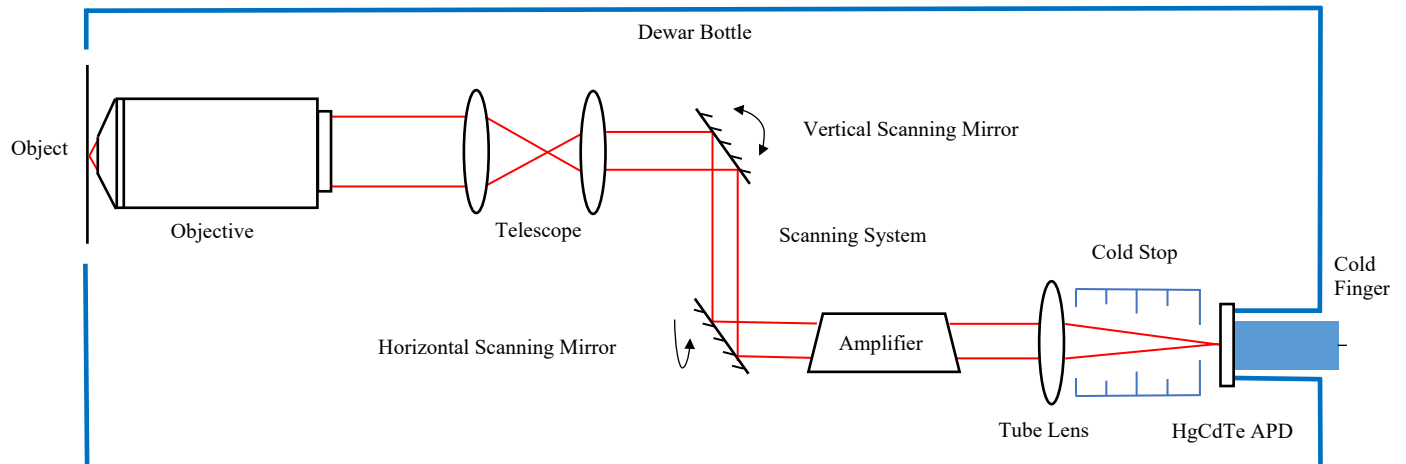 Dewar Bottle
Object
Vertical Scanning Mirror
Objective
Telescope
Scanning System
Cold Stop
Cold
Finger
Horizontal Scanning Mirror
Amplifier
Tube Lens
HgCdTe APD